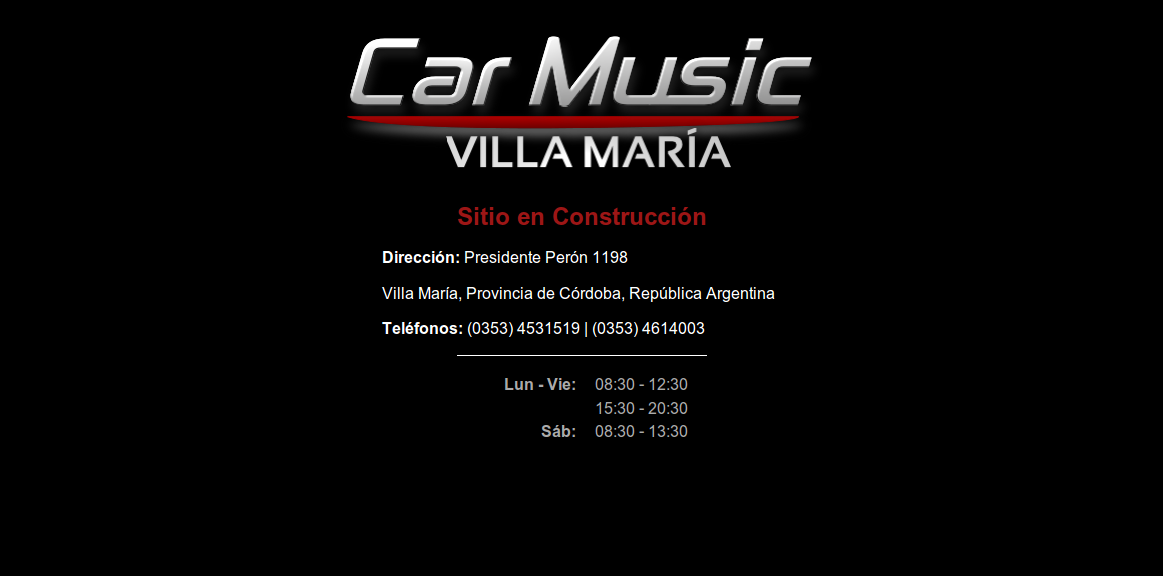 Car Music
VILLA MARÍA
Sitio en Construcción
Dirección: Presidente Perón 1198
Villa María, Provincia de Córdoba, República Argentina
Teléfonos: (0353) 4531519 | (0353) 4614003
Lun - Vie: 08:30 - 12:30
15:30 - 20:30
Sáb: 08:30 - 13:30